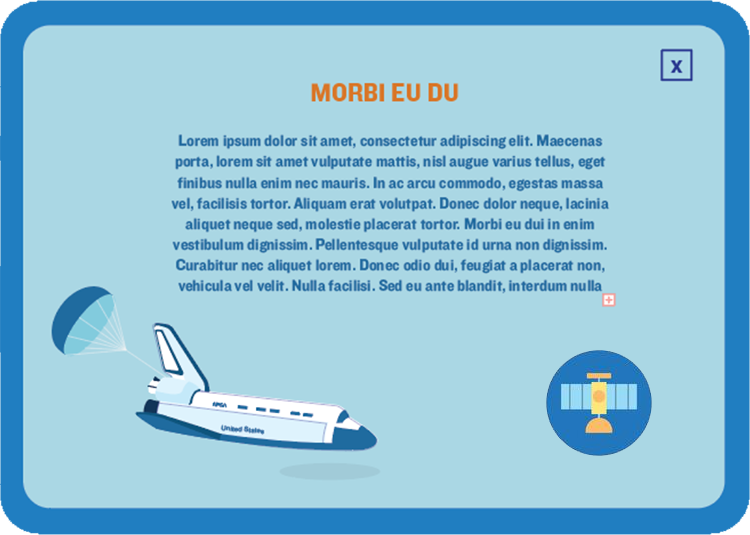 X
MORBI EU DU
Lorem ipsum dolor sit amet, consectetur adipiscing elit. Maecenas
porta, lorem sit amet vulputate mattis, nisl augue varius tellus, eget
finibus nulla enim nec mauris. In ac arcu commodo, egestas massa
vel, facilisis tortor. Aliquam erat volutpat. Donec dolor neque, lacinia
aliquet neque sed, molestie placerat tortor. Morbi eu dui in enim
vestibulum dignissim. Pellentesque vulputate id urna non dignissim.
Curabitur nec aliquet lorem. Donec odio dui, feugiat a placerat non,
vehicula vel velit. Nulla facilisi. Sed eu ante blandit, interdum nulla
United States